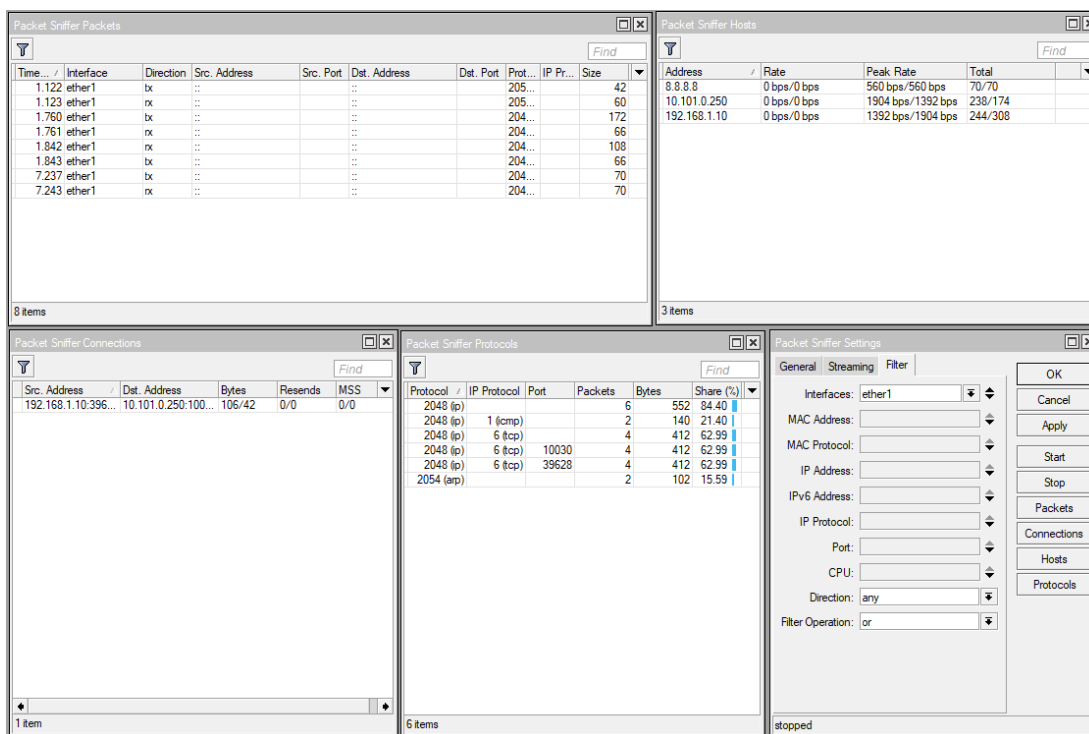 Packet Sniffer Packets
Find
Time... Interface Direction Src. Address Src. Port Dst. Address Dst. Port Prot... IP Pr... Size
1.122 ether1 tx :: :: 205... 42
1.123 ether1 rx :: :: 205... 60
1.760 ether1 tx :: :: 204... 172
1.761 ether1 rx :: :: 204... 66
1.842 ether1 rx :: :: 204... 108
1.843 ether1 tx :: :: 204... 66
7.237 ether1 tx :: :: 204... 70
7.243 ether1 rx :: :: 204... 70
8 items
Packet Sniffer Hosts
Find
Address Rate Peak Rate Total
8.8.8.8 0 bps/0 bps 560 bps/560 bps 70/70
10.101.0.250 0 bps/0 bps 1904 bps/1392 bps 238/174
192.168.1.10 0 bps/0 bps 1392 bps/1904 bps 244/308
3 items
Packet Sniffer Connections
Find
Src. Address Dst. Address Bytes Resends MSS
192.168.1.10:396... 10.101.0.250:100... 106/42 0/0 0/0
1 item
Packet Sniffer Protocols
Find
Protocol IP Protocol Port Packets Bytes Share (%)
2048 (ip) 6 552 84.40
2048 (ip) 1 (icmp) 2 140 21.40
2048 (ip) 6 (tcp) 4 412 62.99
2048 (ip) 6 (tcp) 10030 4 412 62.99
2048 (ip) 6 (tcp) 39628 4 412 62.99
2054 (arp) 2 102 15.59
6 items
Packet Sniffer Settings
General Streaming Filter
Interfaces: ether1
MAC Address:
MAC Protocol:
IP Address:
IPv6 Address:
IP Protocol:
Port:
CPU:
Direction: any
Filter Operation: or
OK
Cancel
Apply
Start
Stop
Packets
Connections
Hosts
Protocols
stopped